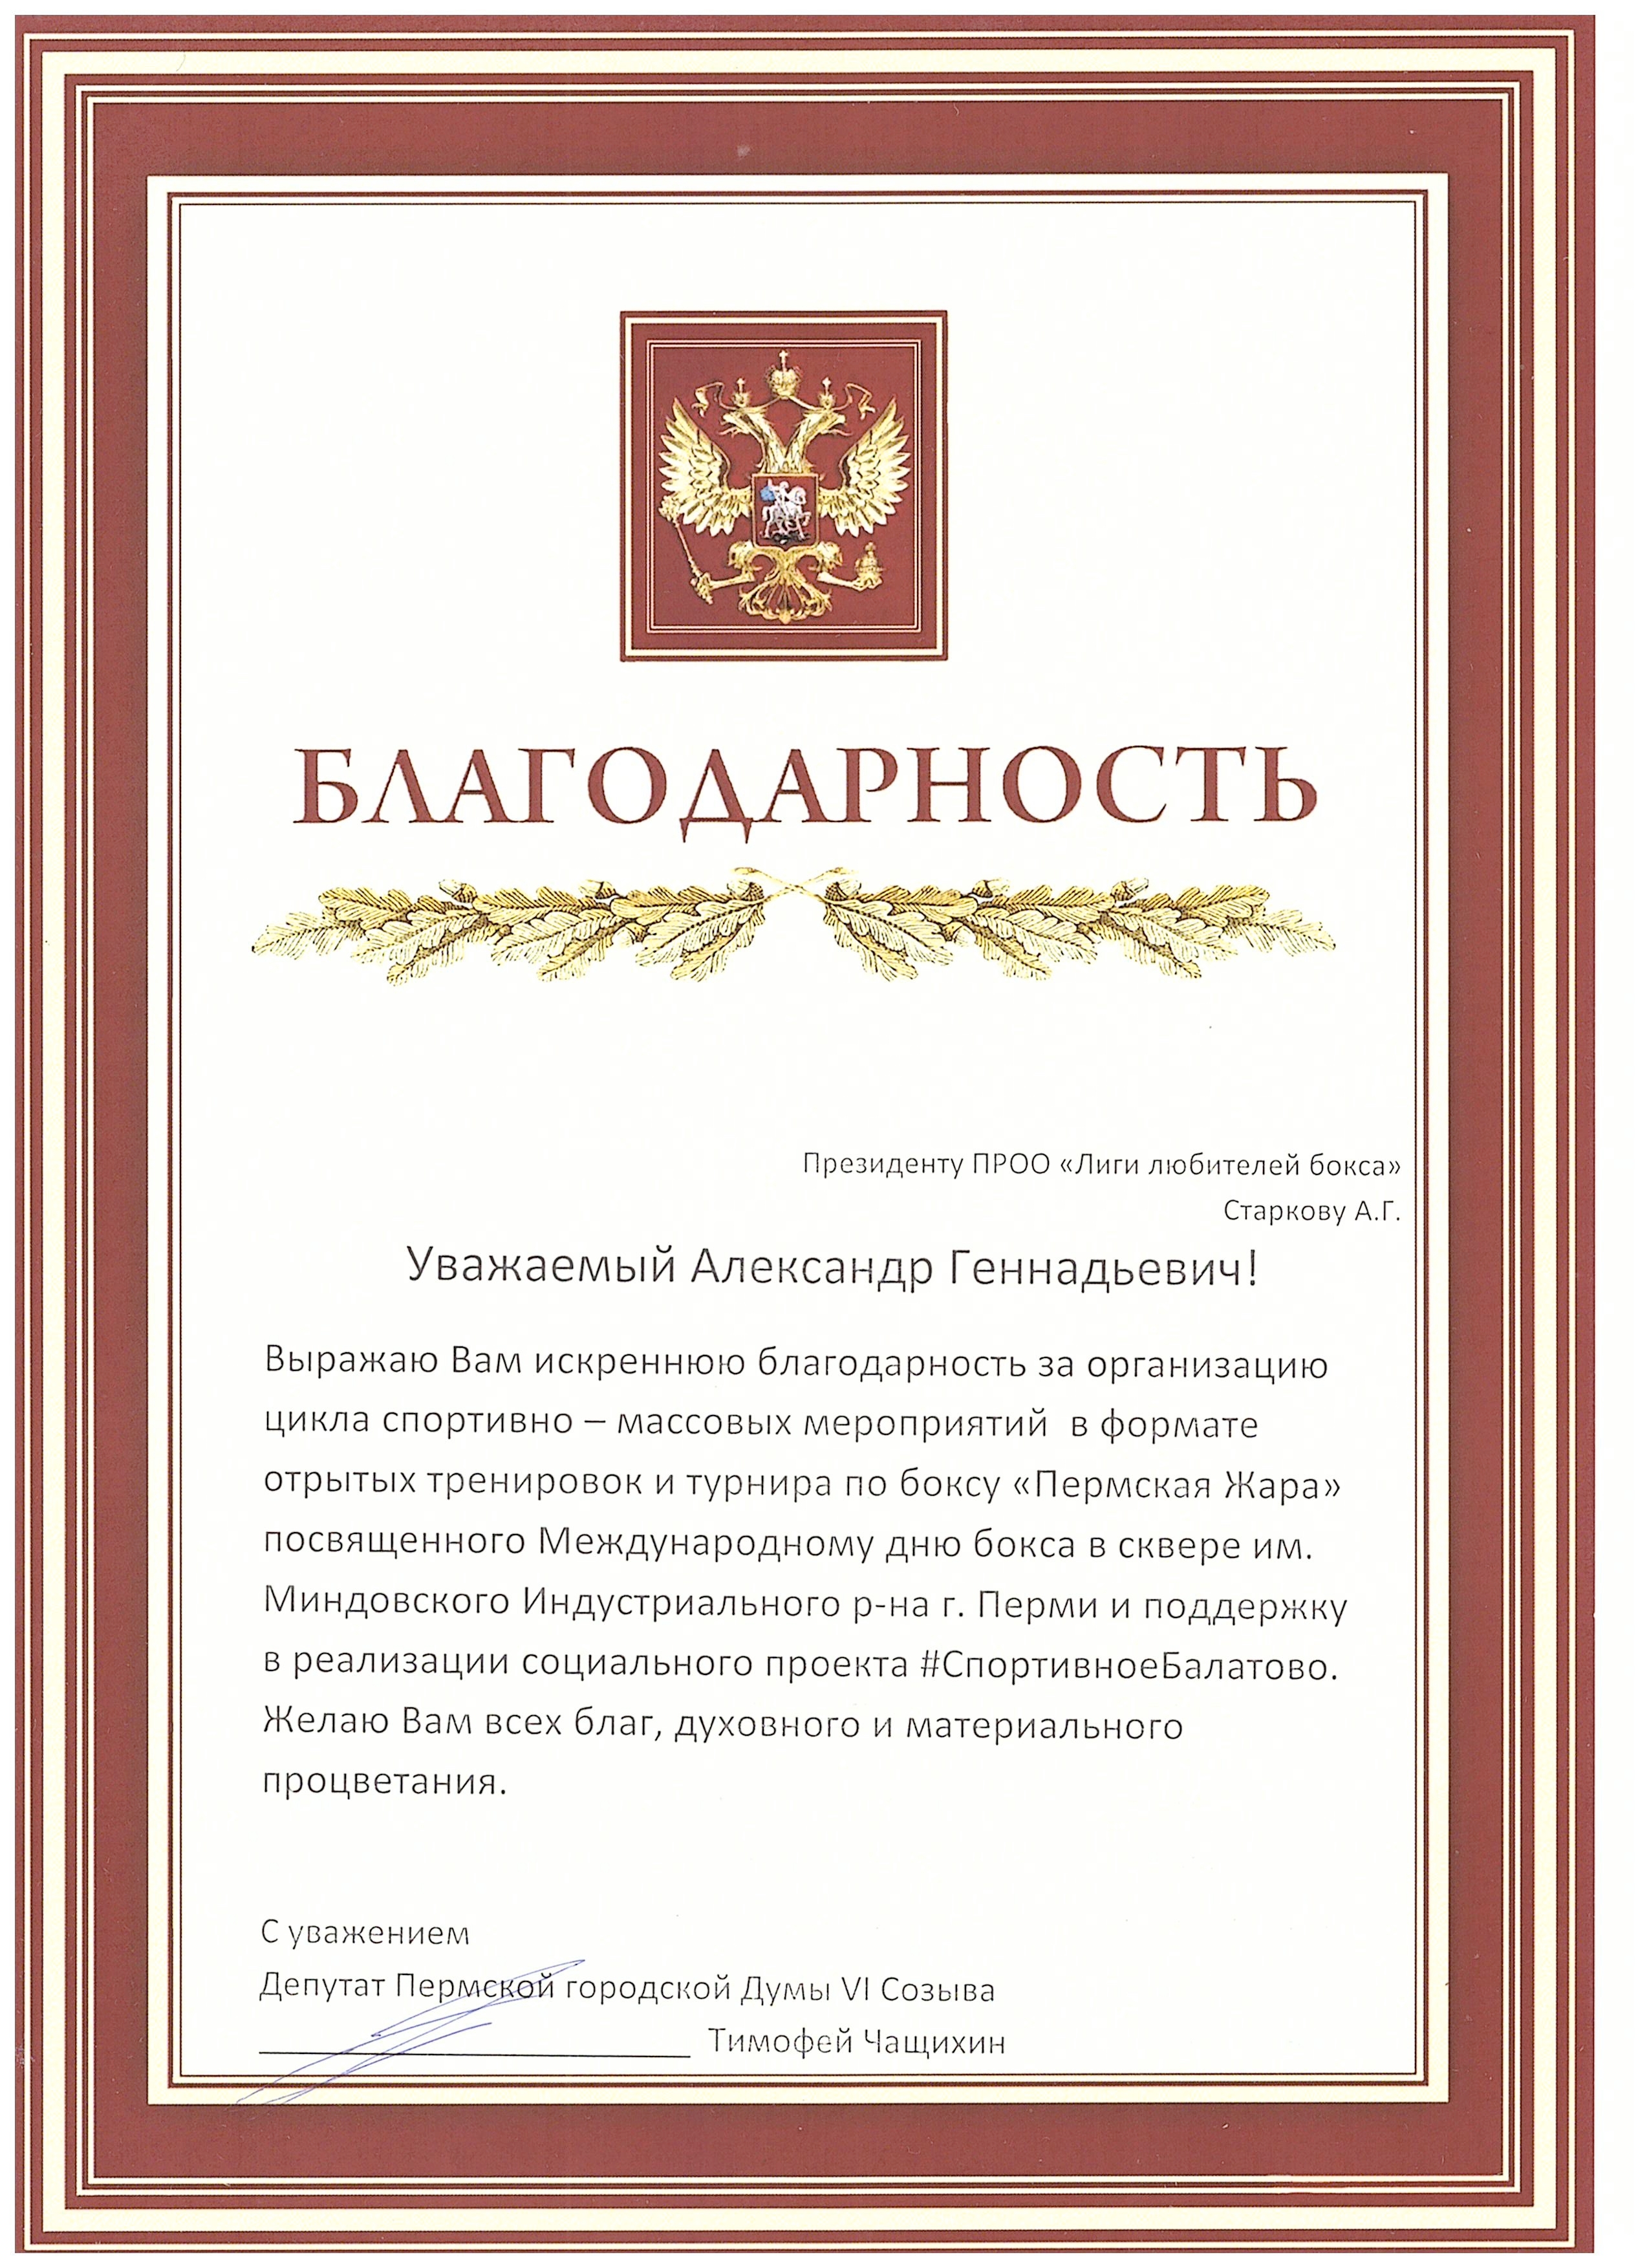 БЛАГОДАРНОСТЬ
Президенту ПРОО «Лиги любителей бокса»
Старкову А.Г.
Уважаемый Александр Геннадьевич!
Выражаю Вам искреннюю благодарность за организацию
цикла спортивно – массовых мероприятий в формате
отрытых тренировок и турнира по боксу «Пермская Жара»
посвященного Международному дню бокса в сквере им.
Миндовского Индустриального р-на г. Перми и поддержку
в реализации социального проекта #СпортивноеБалатово.
Желаю Вам всех благ, духовного и материального
процветания.
С уважением
Депутат Пермской городской Думы VI Созыва
Тимофей Чащихин